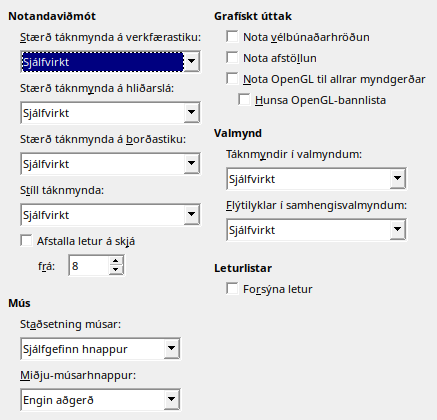 Notandaviðmót
Stærð táknmynda á verkfærastiku:
Sjálfvirkt
Stærð táknmynda á hliðarslá:
Sjálfvirkt
Stærð táknmynda á borðastiku:
Sjálfvirkt
Stíll táknmynda:
Sjálfvirkt
Afstalla letur á skjá
frá:
8
Mús
Staðsetning músar:
Sjálfgefinn hnappur
Miðju-músarhnappur:
Engin aðgerð
Grafískt úttak
Nota vélbúnaðarhröðun
Nota afstöllun
Nota OpenGL til allrar myndgerðar
Hunsa OpenGL-bannlista
Valmynd
Táknmyndir í valmyndum:
Sjálfvirkt
Flýtilyklar í samhengisvalmyndum:
Sjálfvirkt
Leturlistar
Forsýna letur